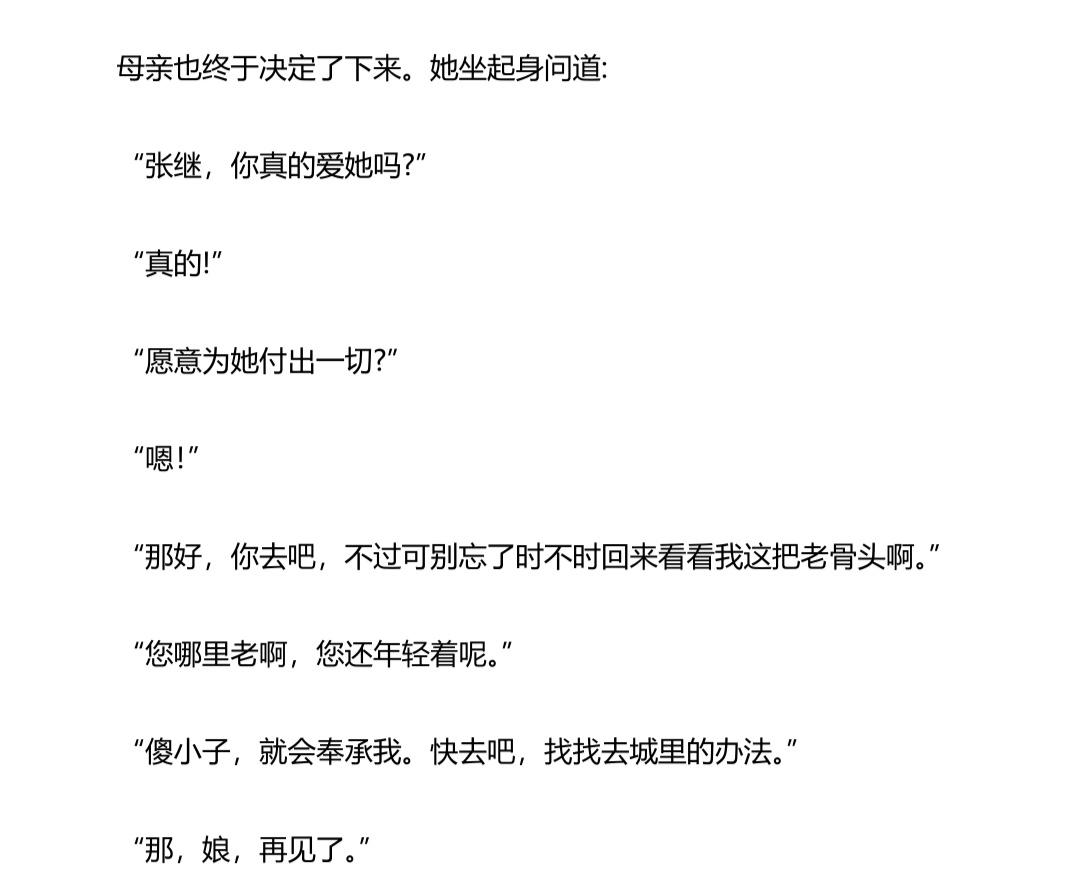 母亲也终于决定了下来。她坐起身问道:
“张继，你真的爱她吗?”
“真的!”
“愿意为她付出一切?”
“嗯!”
“那好，你去吧，不过可别忘了时不时回来看看我这把老骨头啊。”
“您哪里老啊，您还年轻着呢。”
“傻小子，就会奉承我。快去吧，找找去城里的办法。”
“那，娘，再见了。”